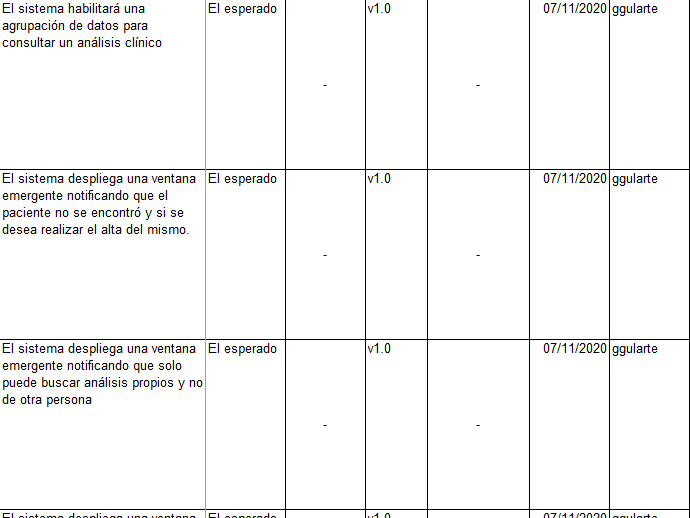 El sistema habilitará una
agrupación de datos para
consultar un análisis clínico
El esperado
-
v1.0
-
07/11/2020
ggularte
El sistema despliega una ventana
emergente notificando que el
paciente no se encontró y si se
desea realizar el alta del mismo.
El esperado
-
v1.0
-
07/11/2020
ggularte
El sistema despliega una ventana
emergente notificando que solo
puede buscar análisis propios y no
de otra persona
El esperado
-
v1.0
-
07/11/2020
ggularte
El sistema despliega una ventana
El esperado
v1.0
07/11/2020
ggularte